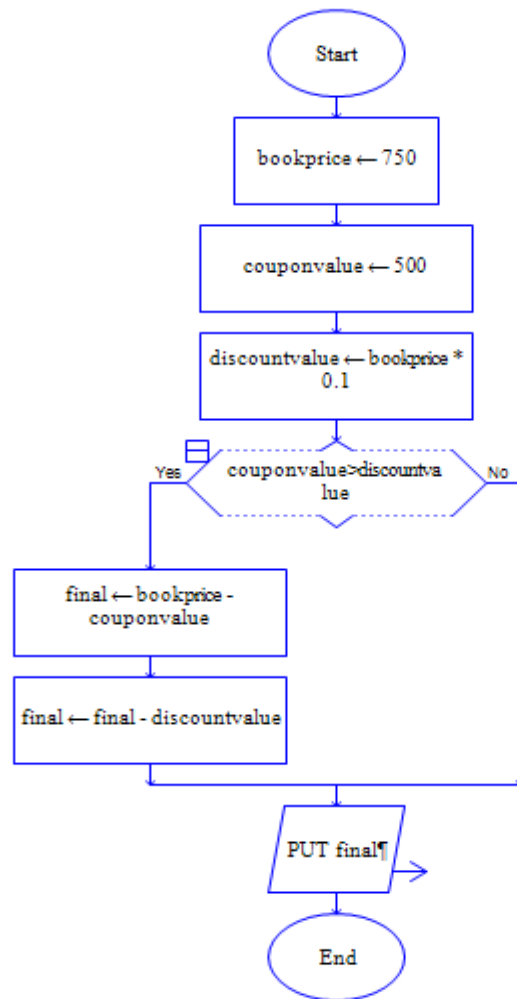 Start
bookprice ← 750
couponvalue ← 500
discountvalue ← bookprice *
0.1
Yes
couponvalue>discountva
lue
No
final ← bookprice -
couponvalue
final ← final - discountvalue
PUT final¶
End